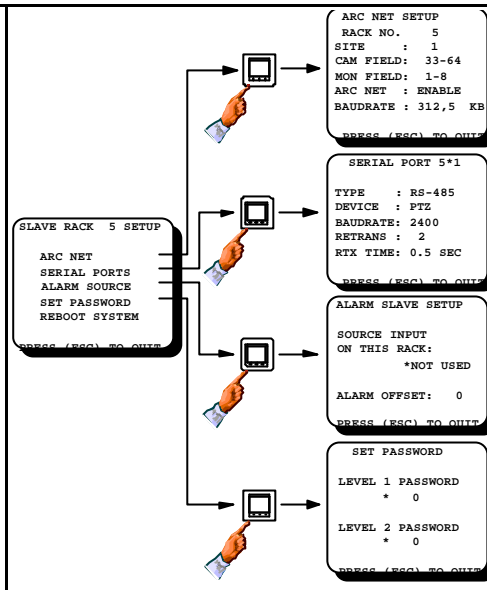 SLAVE RACK 5 SETUP
ARC NET
SERIAL PORTS
ALARM SOURCE
SET PASSWORD
REBOOT SYSTEM
PRESS (ESC) TO QUIT
ARC NET SETUP
RACK NO. 5
SITE : 1
CAM FIELD: 33-64
MON FIELD: 1-8
ARC NET : ENABLE
BAUDRATE : 312,5 KB
PRESS (ESC) TO QUIT
SERIAL PORT 5*1
TYPE : RS-485
DEVICE : PTZ
BAUDRATE: 2400
RETRANS : 2
RTX TIME: 0.5 SEC
PRESS (ESC) TO QUIT
ALARM SLAVE SETUP
SOURCE INPUT
ON THIS RACK:
*NOT USED
ALARM OFFSET: 0
PRESS (ESC) TO QUIT
SET PASSWORD
LEVEL 1 PASSWORD
* 0
LEVEL 2 PASSWORD
* 0
PRESS (ESC) TO QUIT